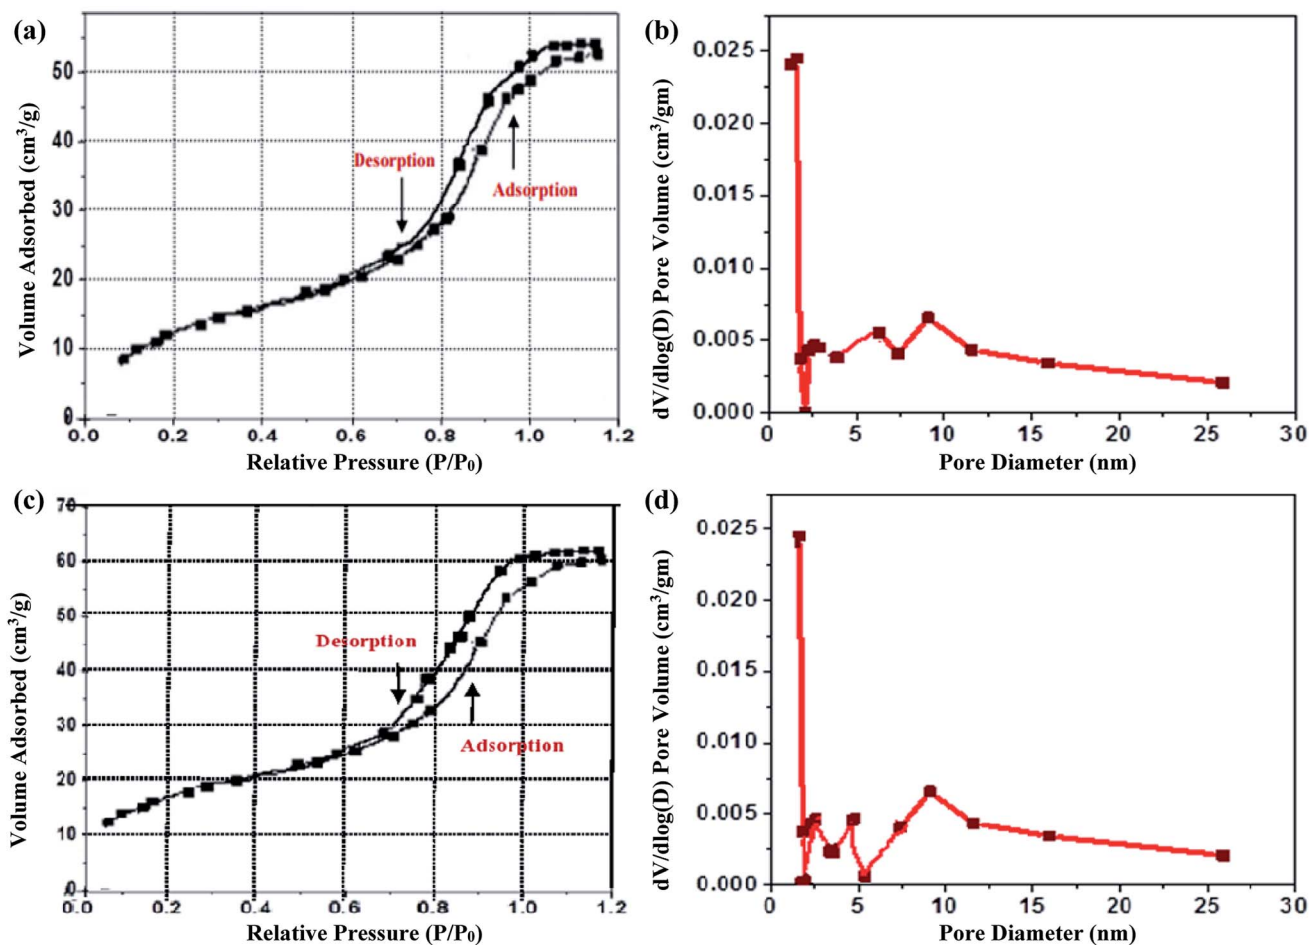 (a)
Volume Adsorbed (cm³/g)
50
40
30
20
10
0
0.0 0.2 0.4 0.6 0.8 1.0 1.2
Desorption
Adsorption
Relative Pressure (P/P₀)
(b)
dV/dlog(D) Pore Volume (cm³/gm)
0.025
0.020
0.015
0.010
0.005
0.000
0 5 10 15 20 25 30
Pore Diameter (nm)
(c)
Volume Adsorbed (cm³/g)
70
60
50
40
30
20
10
0
0.0 0.2 0.4 0.6 0.8 1.0 1.2
Desorption
Adsorption
Relative Pressure (P/P₀)
(d)
dV/dlog(D) Pore Volume (cm³/gm)
0.025
0.020
0.015
0.010
0.005
0.000
0 5 10 15 20 25 30
Pore Diameter (nm)